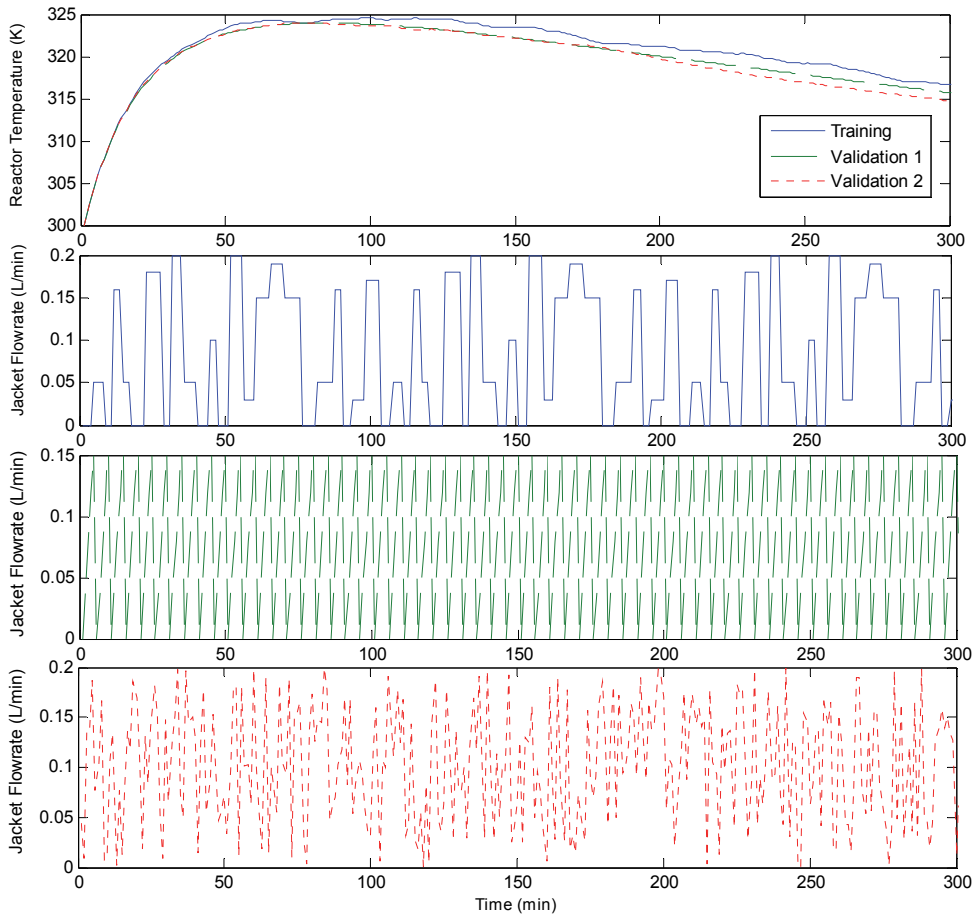 Reactor Temperature (K)
325
320
315
310
305
300
0 50 100 150 200 250 300
Training
Validation 1
Validation 2
Jacket Flowrate (L/min)
0.2
0.15
0.1
0.05
0
0 50 100 150 200 250 300
Jacket Flowrate (L/min)
0.15
0.1
0.05
0
0 50 100 150 200 250 300
Jacket Flowrate (L/min)
0.2
0.15
0.1
0.05
0
0 50 100 150 200 250 300
Time (min)